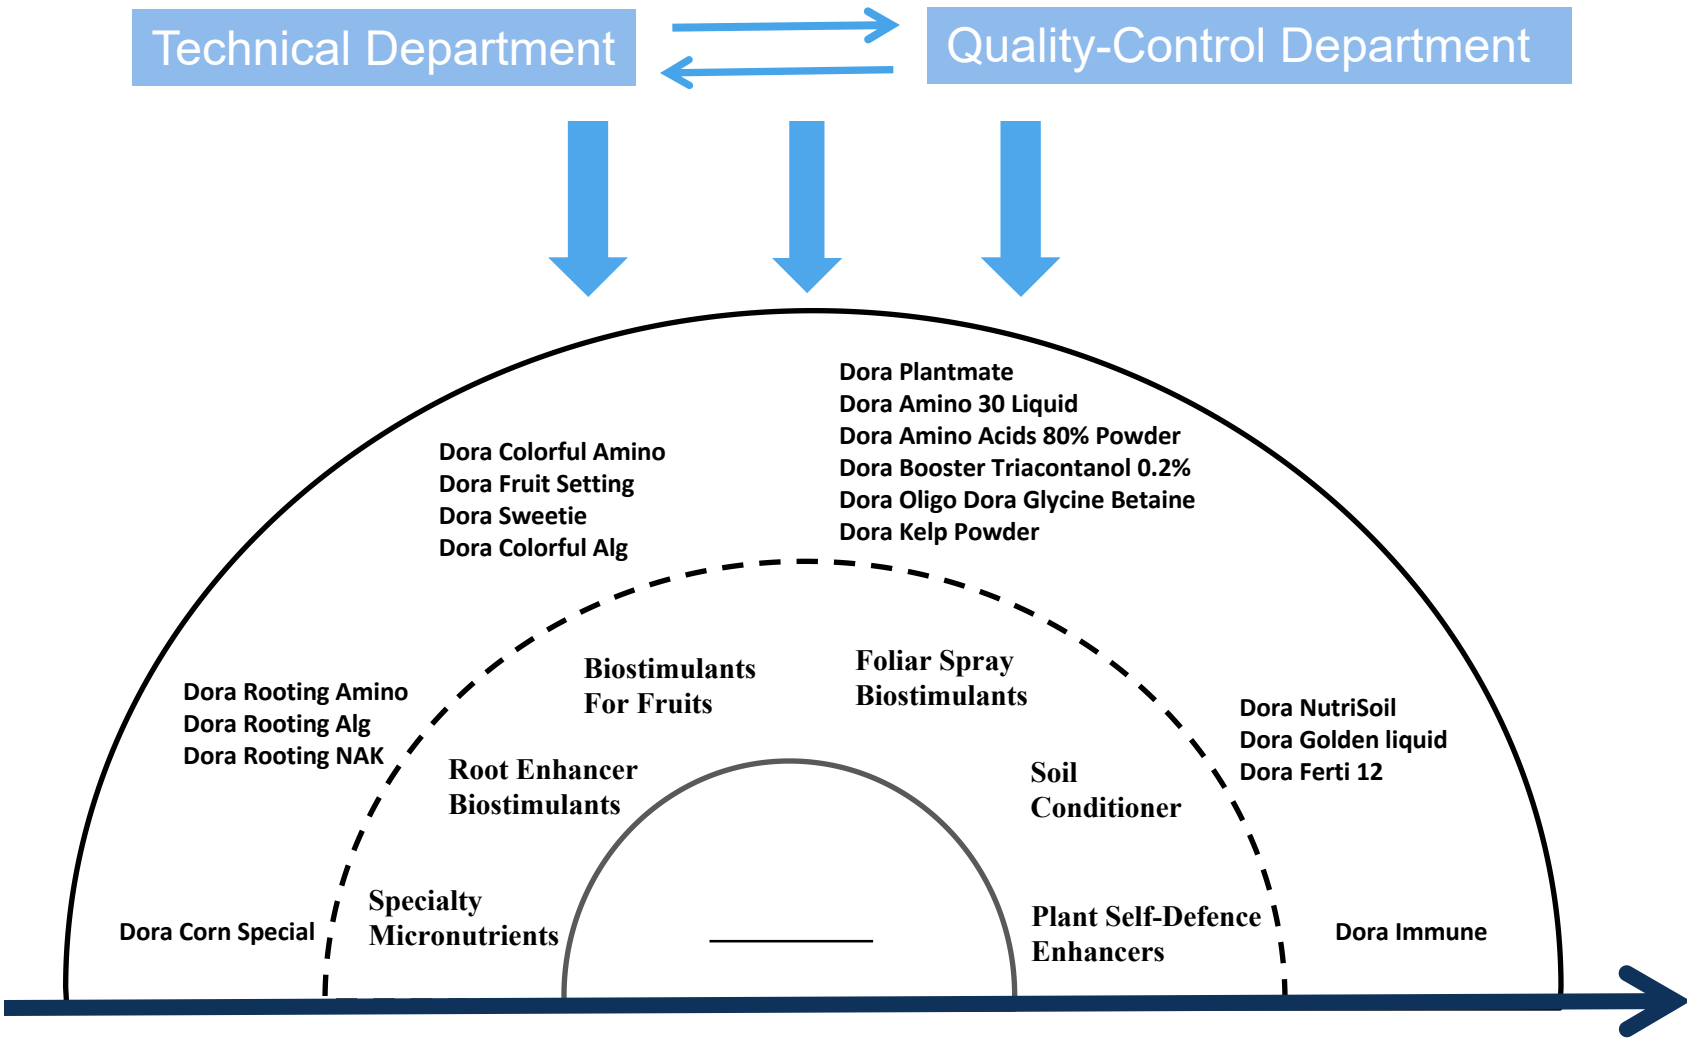 Technical Department
Quality-Control Department
Dora Plantmate
Dora Amino 30 Liquid
Dora Amino Acids 80% Powder
Dora Booster Triacontanol 0.2%
Dora Oligo Dora Glycine Betaine
Dora Kelp Powder
Dora Colorful Amino
Dora Fruit Setting
Dora Sweetie
Dora Colorful Alg
Biostimulants
For Fruits
Foliar Spray
Biostimulants
Dora Rooting Amino
Dora Rooting Alg
Dora Rooting NAK
Root Enhancer
Biostimulants
Soil
Conditioner
Dora NutriSoil
Dora Golden liquid
Dora Ferti 12
Dora Corn Special
Specialty
Micronutrients
Plant Self-Defence
Enhancers
Dora Immune